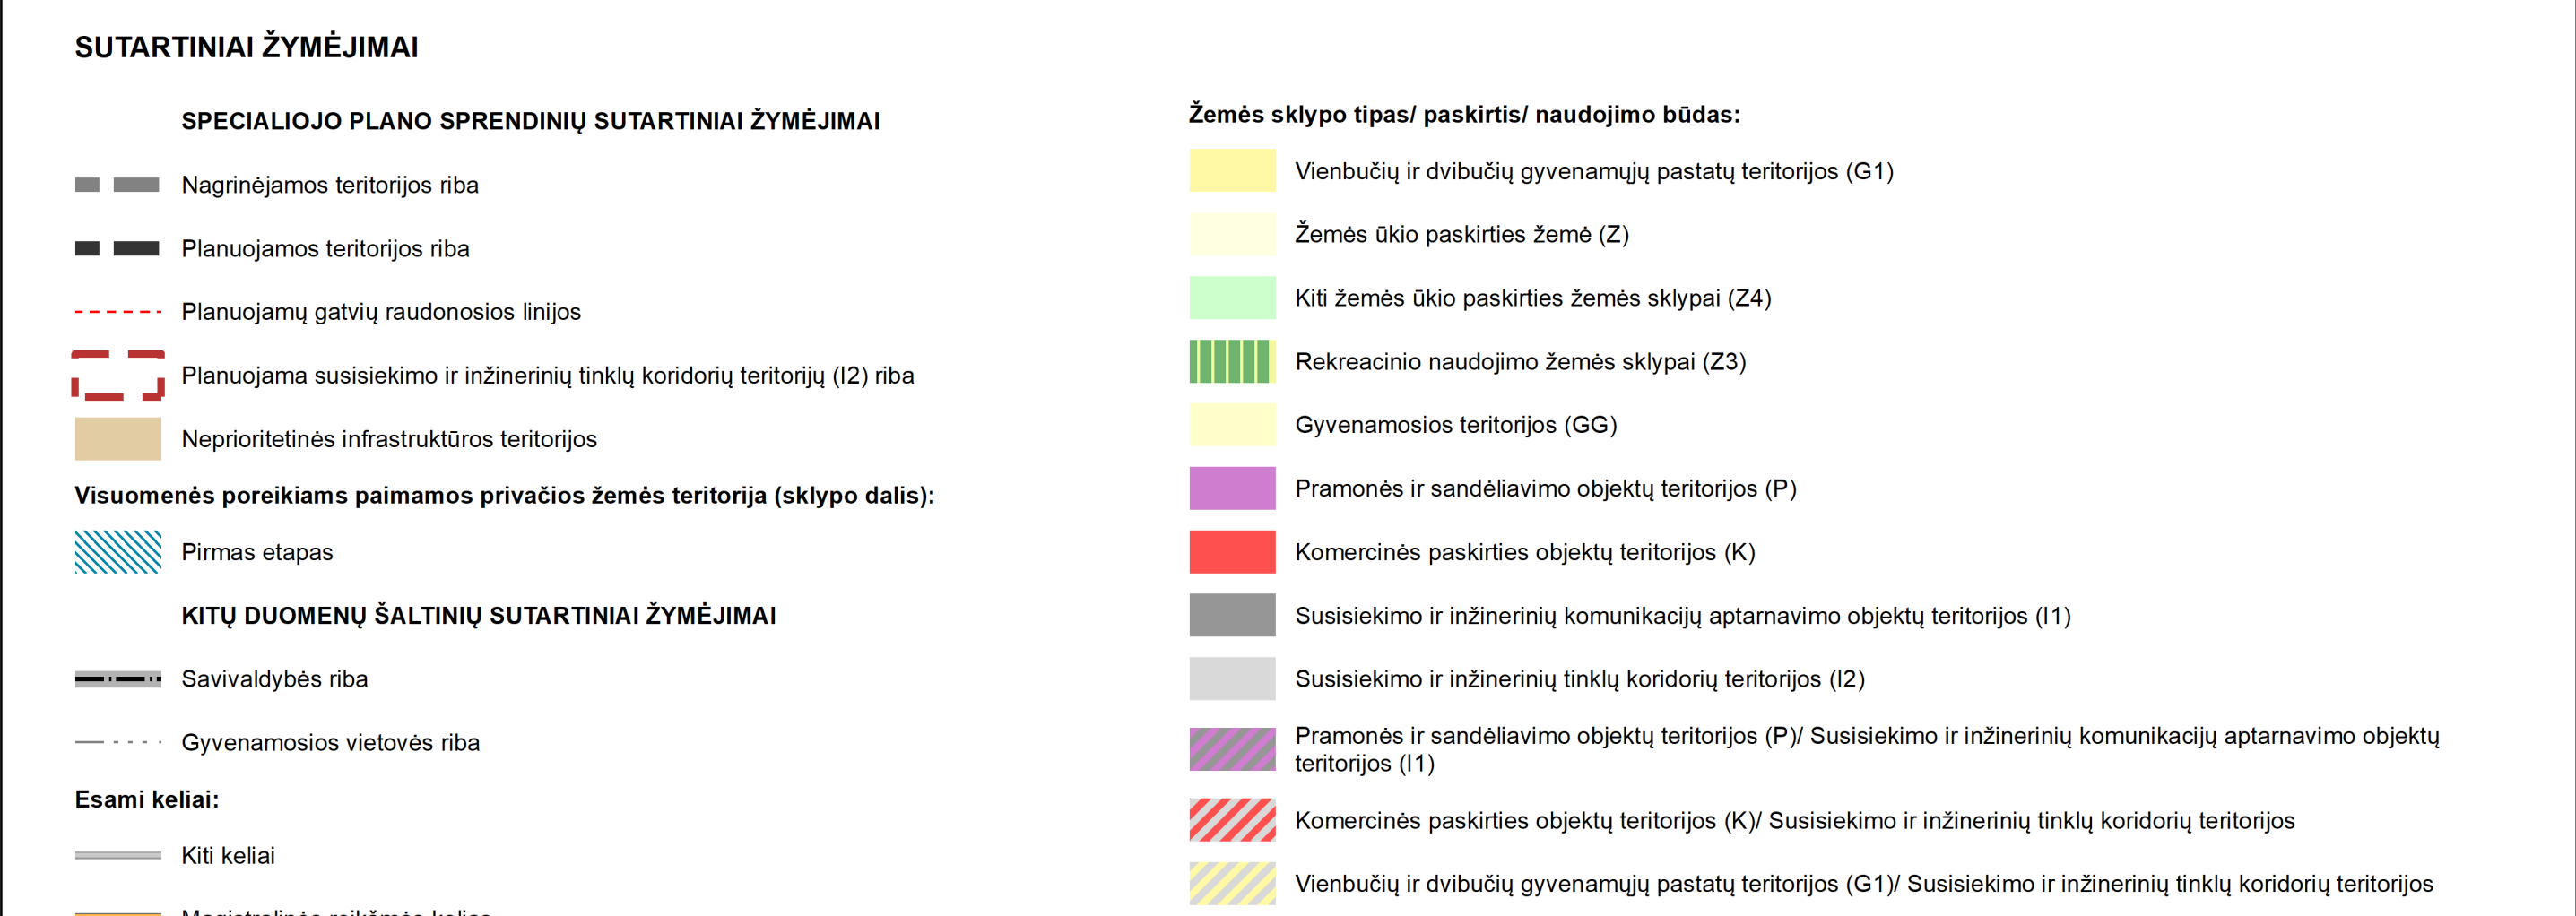 SUTARTINIAI ŽYMĖJIMAI
SPECIALIOJO PLANO SPRENDINIŲ SUTARTINIAI ŽYMĖJIMAI
Nagrinėjamos teritorijos riba
Planuojamos teritorijos riba
Planuojamų gatvių raudonosios linijos
Planuojama susisiekimo ir inžinerinių tinklų koridorių teritorijų (I2) riba
Neprioritetinės infrastruktūros teritorijos
Visuomenės poreikiams paimamos privačios žemės teritorija (sklypo dalis):
Pirmas etapas
KITŲ DUOMENŲ ŠALTINIŲ SUTARTINIAI ŽYMĖJIMAI
Savivaldybės riba
Gyvenamosios vietovės riba
Esami keliai:
Kiti keliai
Žemės sklypo tipas/ paskirtis/ naudojimo būdas:
Vienbučių ir dvibučių gyvenamųjų pastatų teritorijos (G1)
Žemės ūkio paskirties žemė (Z)
Kiti žemės ūkio paskirties žemės sklypai (Z4)
Rekreacinio naudojimo žemės sklypai (Z3)
Gyvenamosios teritorijos (GG)
Pramonės ir sandėliavimo objektų teritorijos (P)
Komercinės paskirties objektų teritorijos (K)
Susisiekimo ir inžinerinių komunikacijų aptarnavimo objektų teritorijos (I1)
Susisiekimo ir inžinerinių tinklų koridorių teritorijos (I2)
Pramonės ir sandėliavimo objektų teritorijos (P)/ Susisiekimo ir inžinerinių komunikacijų aptarnavimo objektų
teritorijos (I1)
Komercinės paskirties objektų teritorijos (K)/ Susisiekimo ir inžinerinių tinklų koridorių teritorijos
Vienbučių ir dvibučių gyvenamųjų pastatų teritorijos (G1)/ Susisiekimo ir inžinerinių tinklų koridorių teritorijos